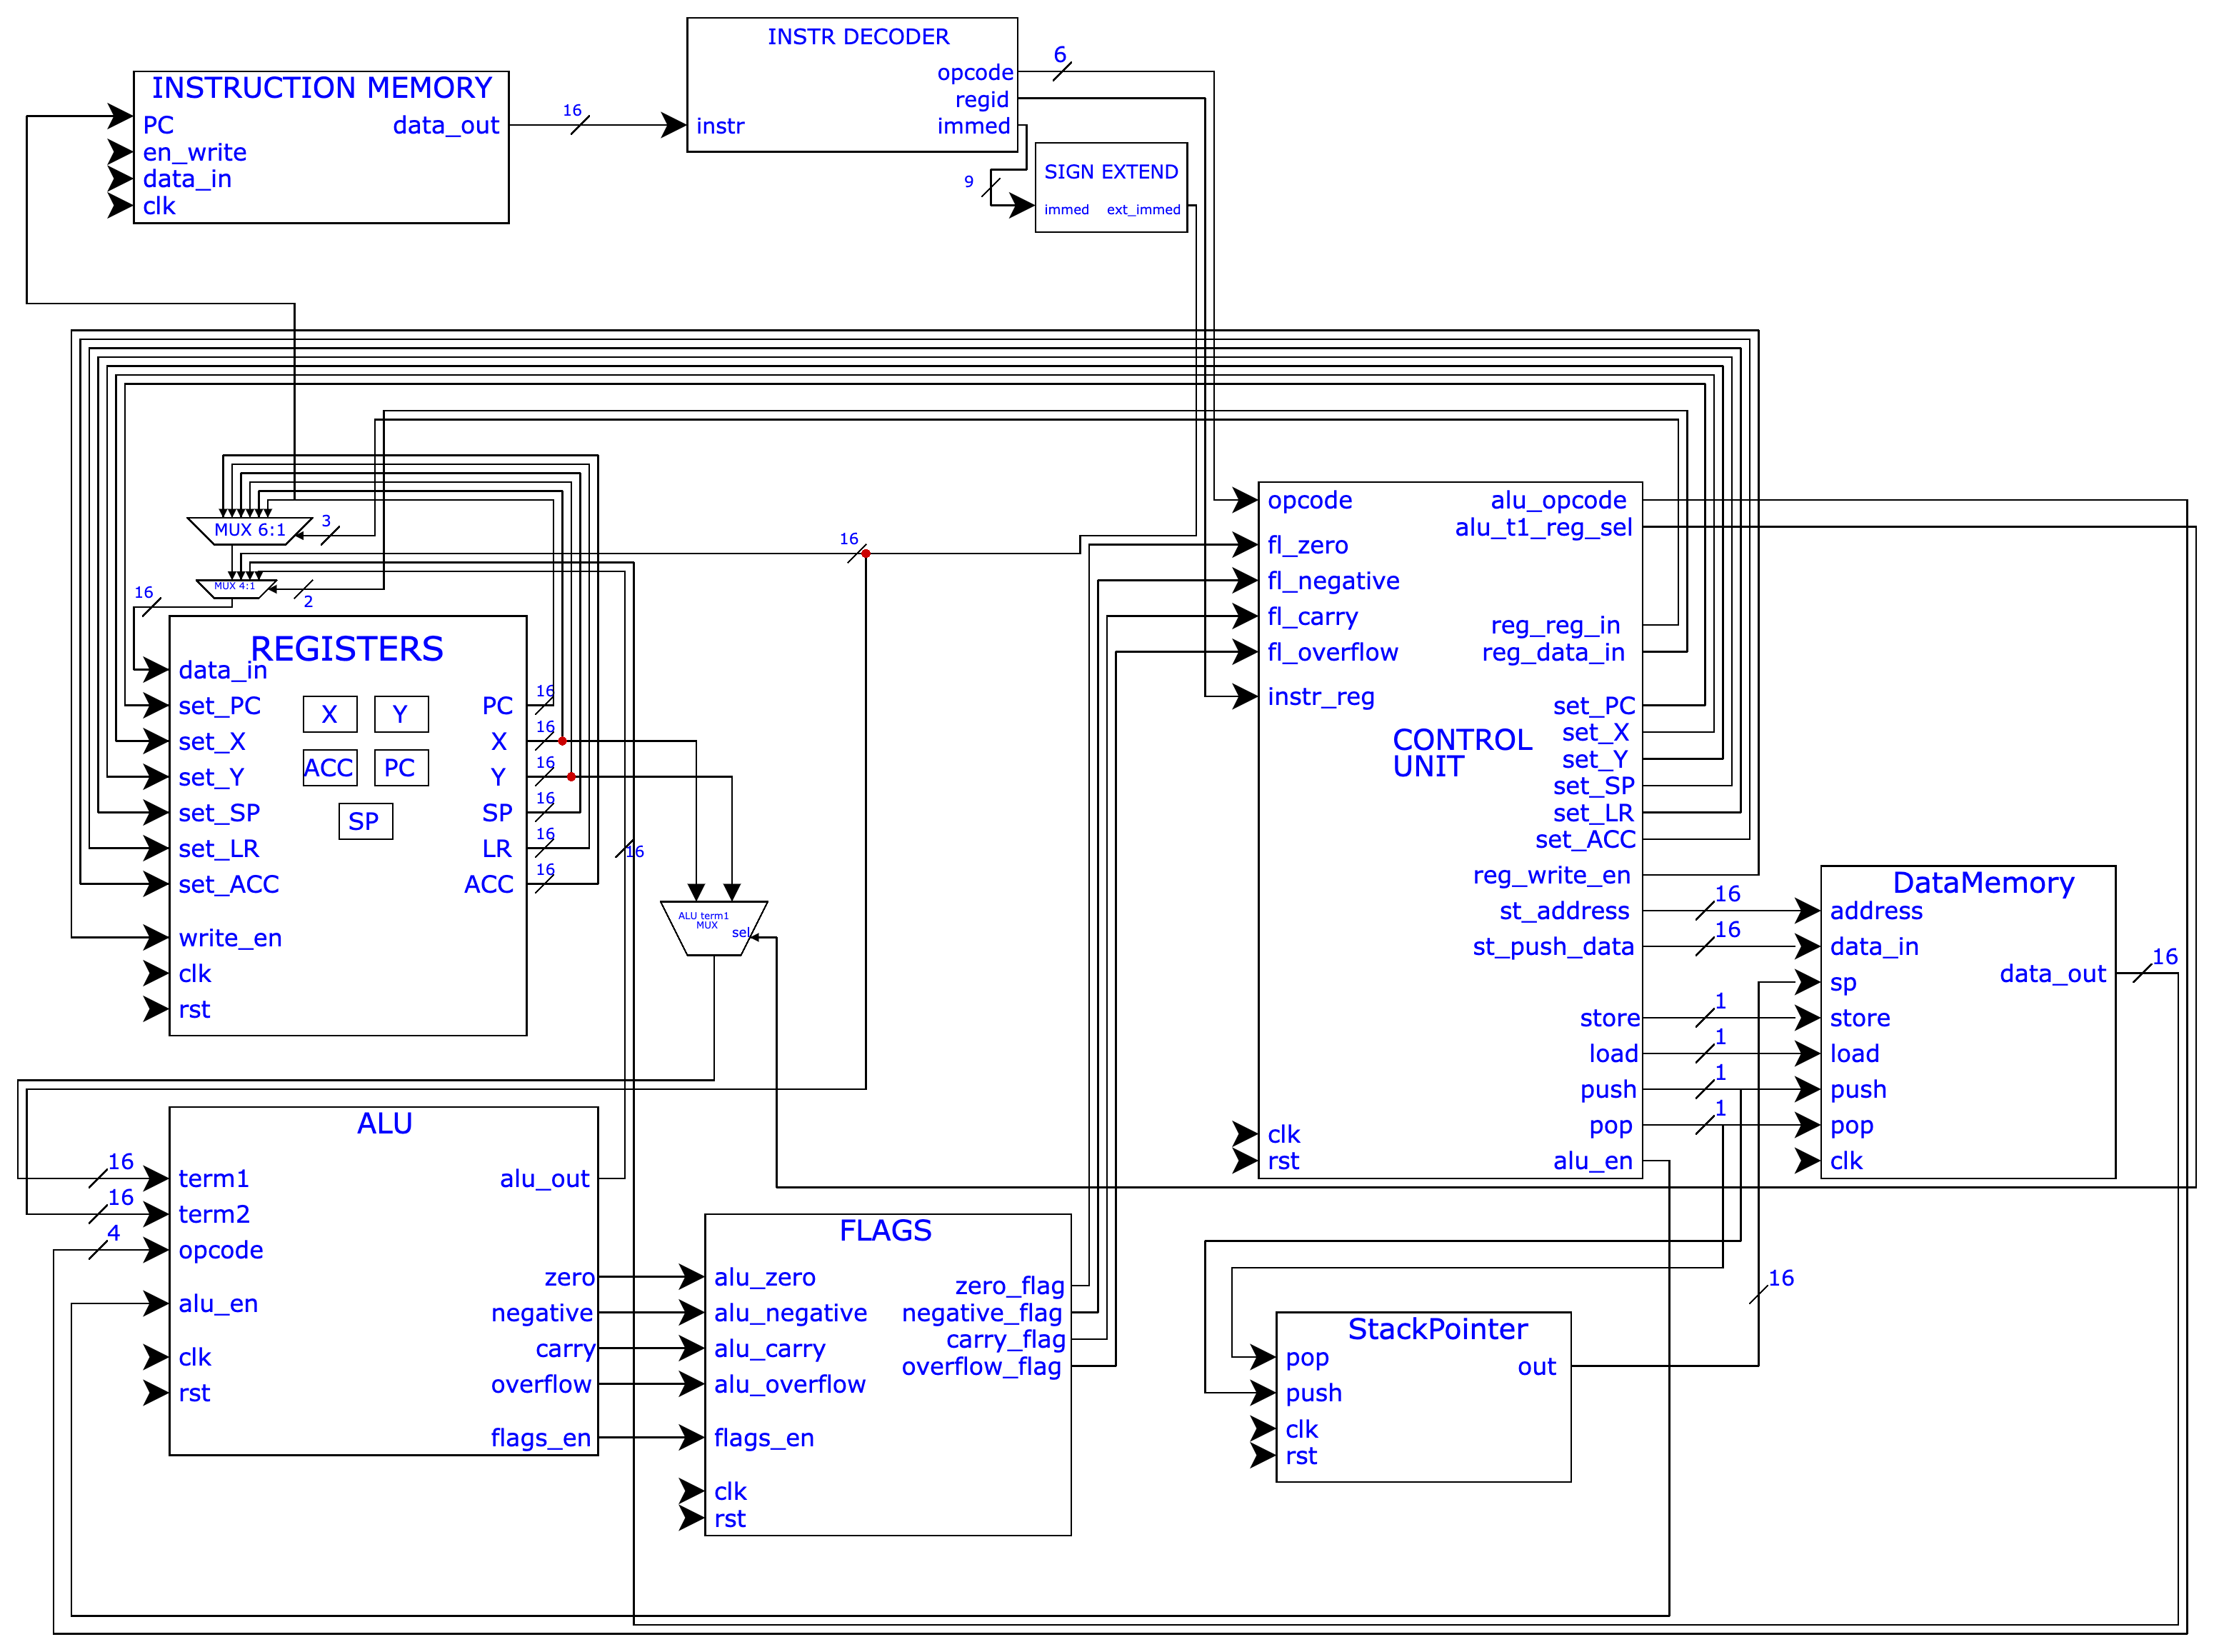 INSTRUCTION MEMORY
PC
en_write
data_in
clk
data_out
16
INSTR DECODER
instr
opcode
regid
immed
6
9
SIGN EXTEND
immed
ext_immed
MUX 6:1
3
MUX 4:1
2
16
16
REGISTERS
data_in
set_PC
set_X
set_Y
set_SP
set_LR
set_ACC
write_en
clk
rst
X
Y
ACC
PC
SP
PC
X
Y
SP
LR
ACC
16
16
16
16
16
16
16
ALU term1
MUX
sel
CONTROL
UNIT
opcode
fl_zero
fl_negative
fl_carry
fl_overflow
instr_reg
clk
rst
alu_opcode
alu_t1_reg_sel
reg_reg_in
reg_data_in
set_PC
set_X
set_Y
set_SP
set_LR
set_ACC
reg_write_en
st_address
st_push_data
store
load
push
pop
alu_en
16
16
1
1
1
1
DataMemory
address
data_in
sp
store
load
push
pop
clk
data_out
16
ALU
16
16
4
term1
term2
opcode
alu_en
clk
rst
alu_out
zero
negative
carry
overflow
flags_en
FLAGS
alu_zero
alu_negative
alu_carry
alu_overflow
flags_en
clk
rst
zero_flag
negative_flag
carry_flag
overflow_flag
StackPointer
pop
push
clk
rst
out
16